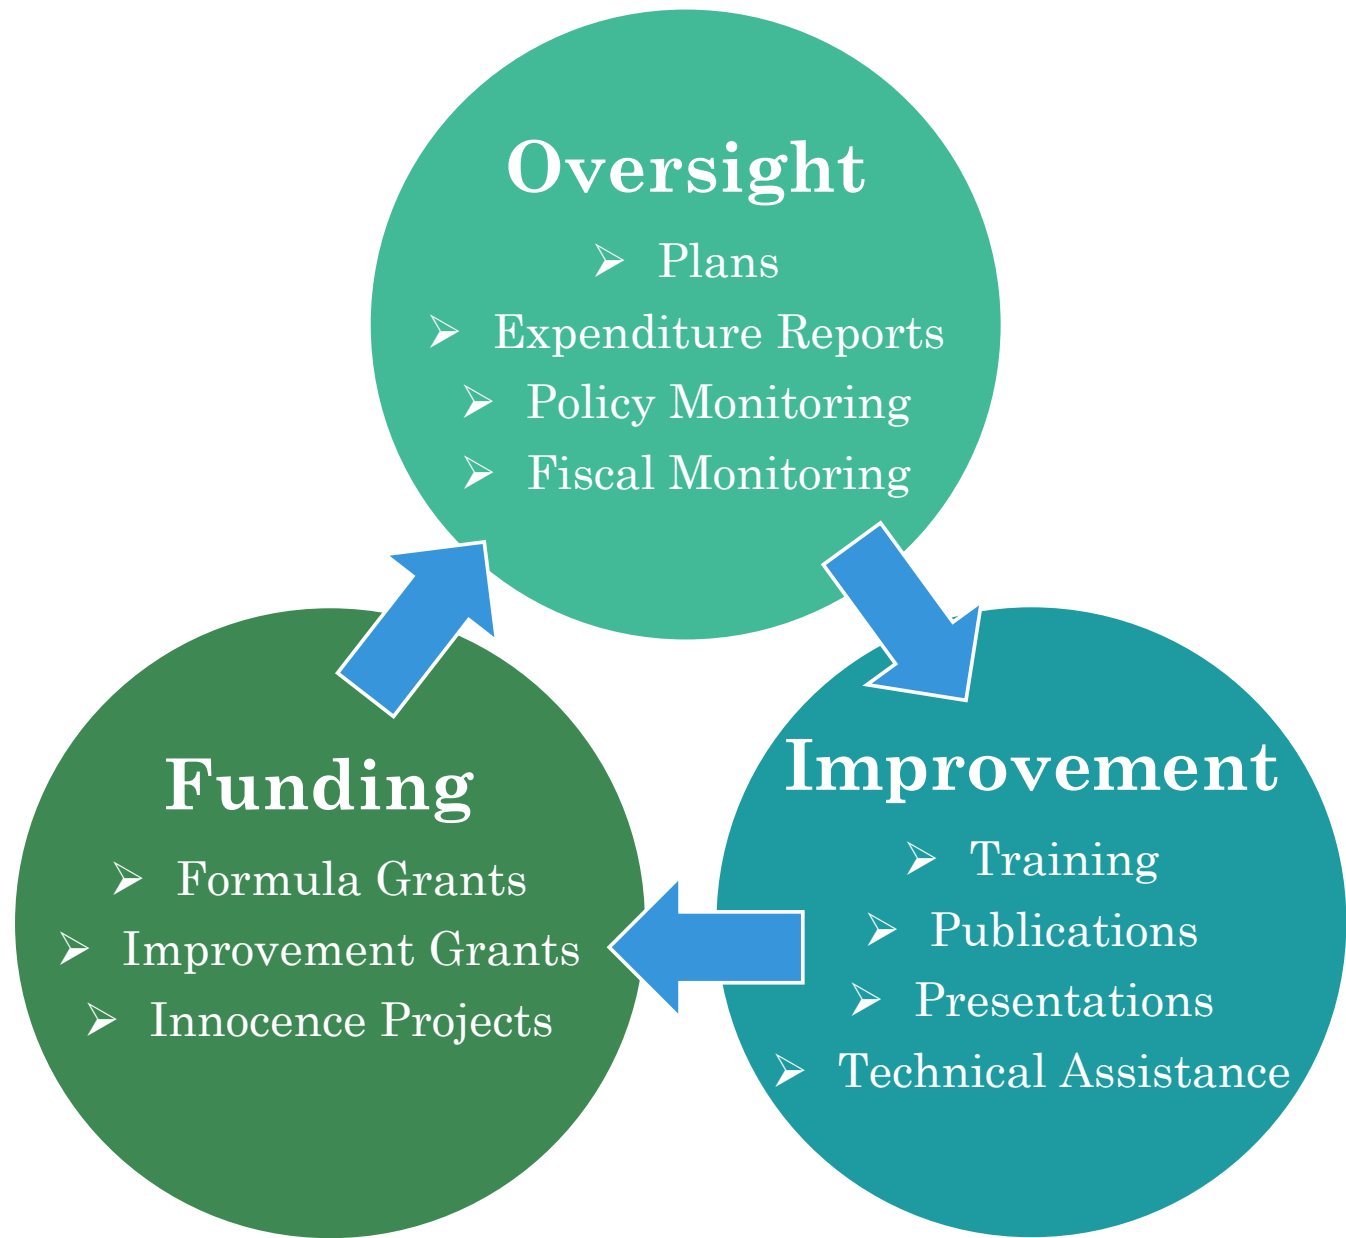 Oversight
➢ Plans
➢ Expenditure Reports
➢ Policy Monitoring
➢ Fiscal Monitoring
Funding
➢ Formula Grants
➢ Improvement Grants
➢ Innocence Projects
Improvement
➢ Training
➢ Publications
➢ Presentations
➢ Technical Assistance